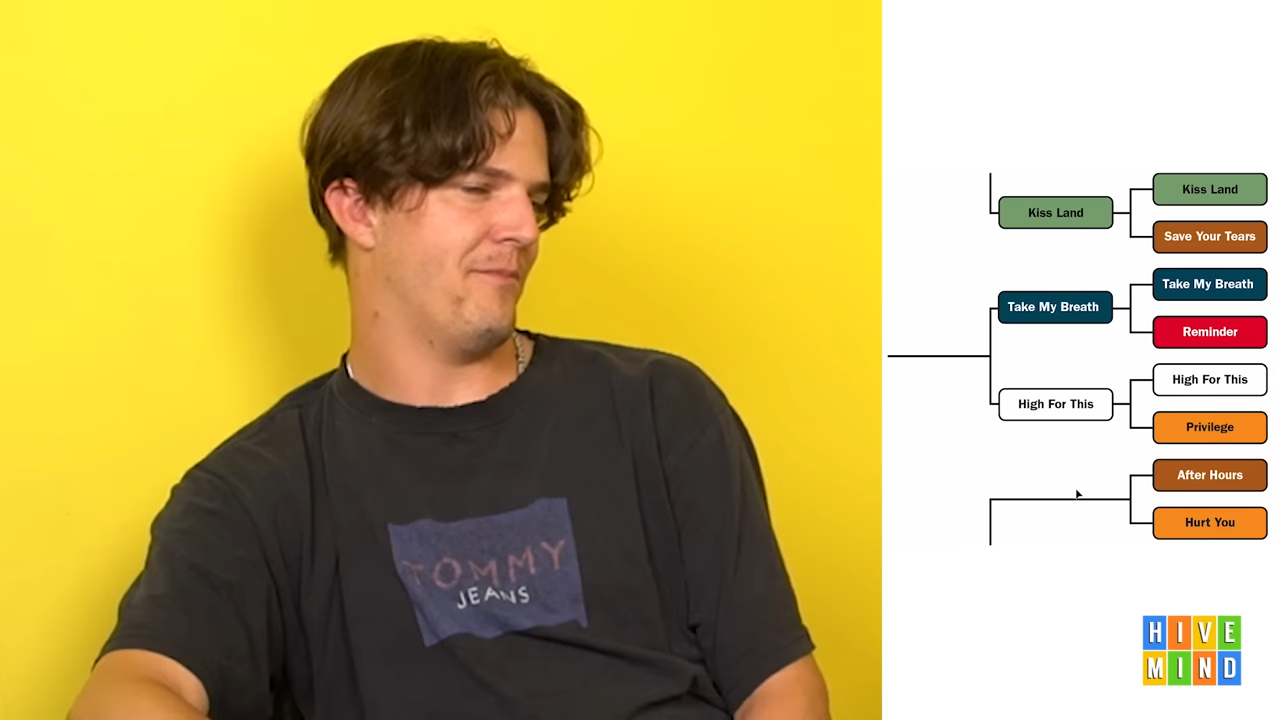 TOMMY
JEANS
Kiss Land
Kiss Land
Save Your Tears
Take My Breath
Take My Breath
Reminder
High For This
High For This
Privilege
After Hours
Hurt You
HIVE
MIND